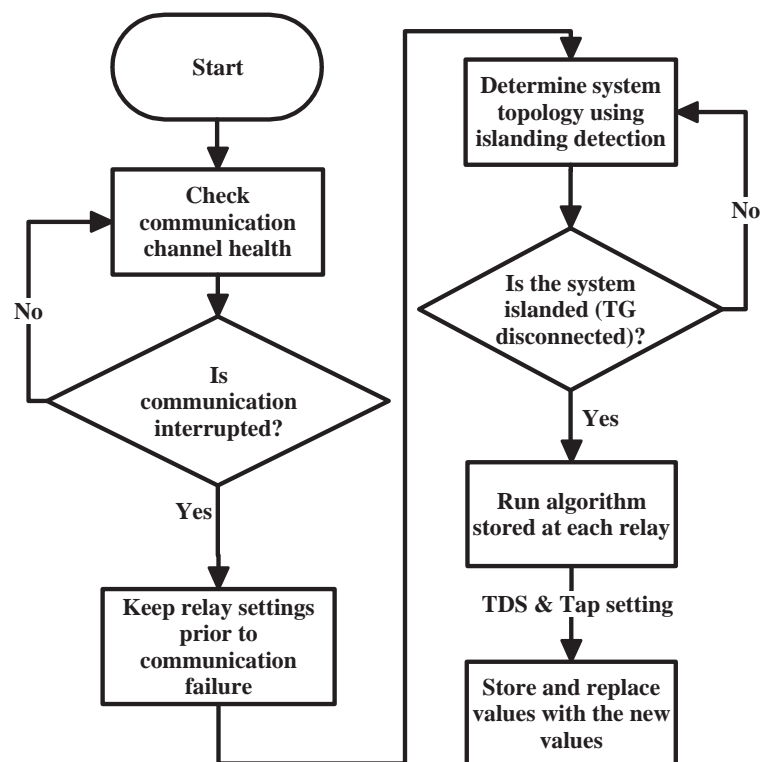 Start
Check
communication
channel health
No
Is
communication
interrupted?
Yes
Keep relay settings
prior to
communication
failure
Determine system
topology using
islanding detection
No
Is the system
islanded (TG
disconnected)?
Yes
Run algorithm
stored at each relay
TDS & Tap setting
Store and replace
values with the new
values